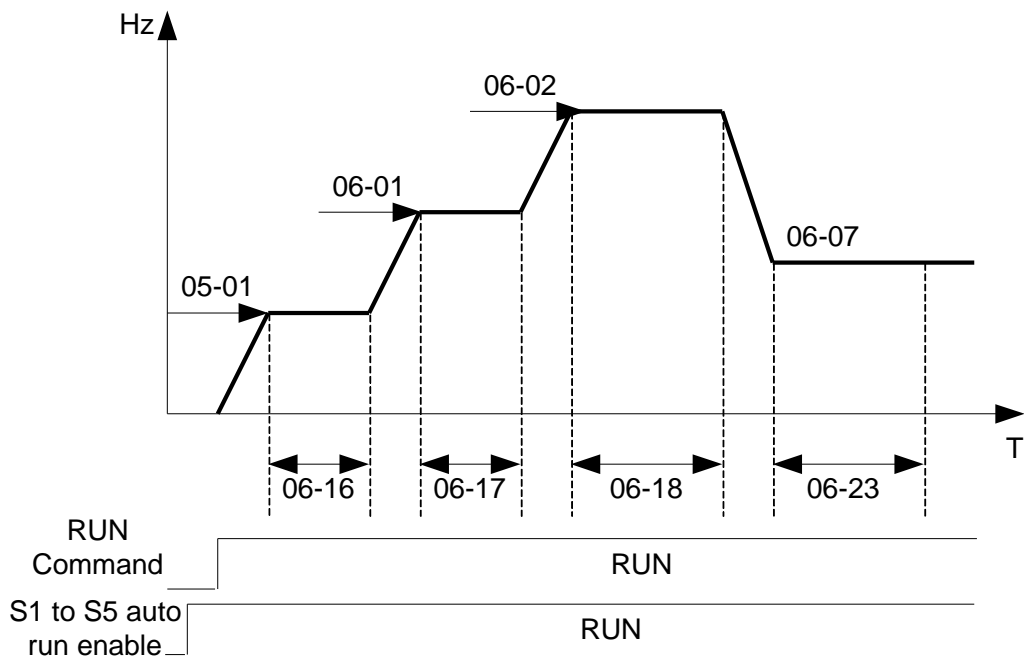 Hz
06-02
06-01
06-07
05-01
T
06-16
06-17
06-18
06-23
RUN
Command
RUN
S1 to S5 auto
run enable
RUN